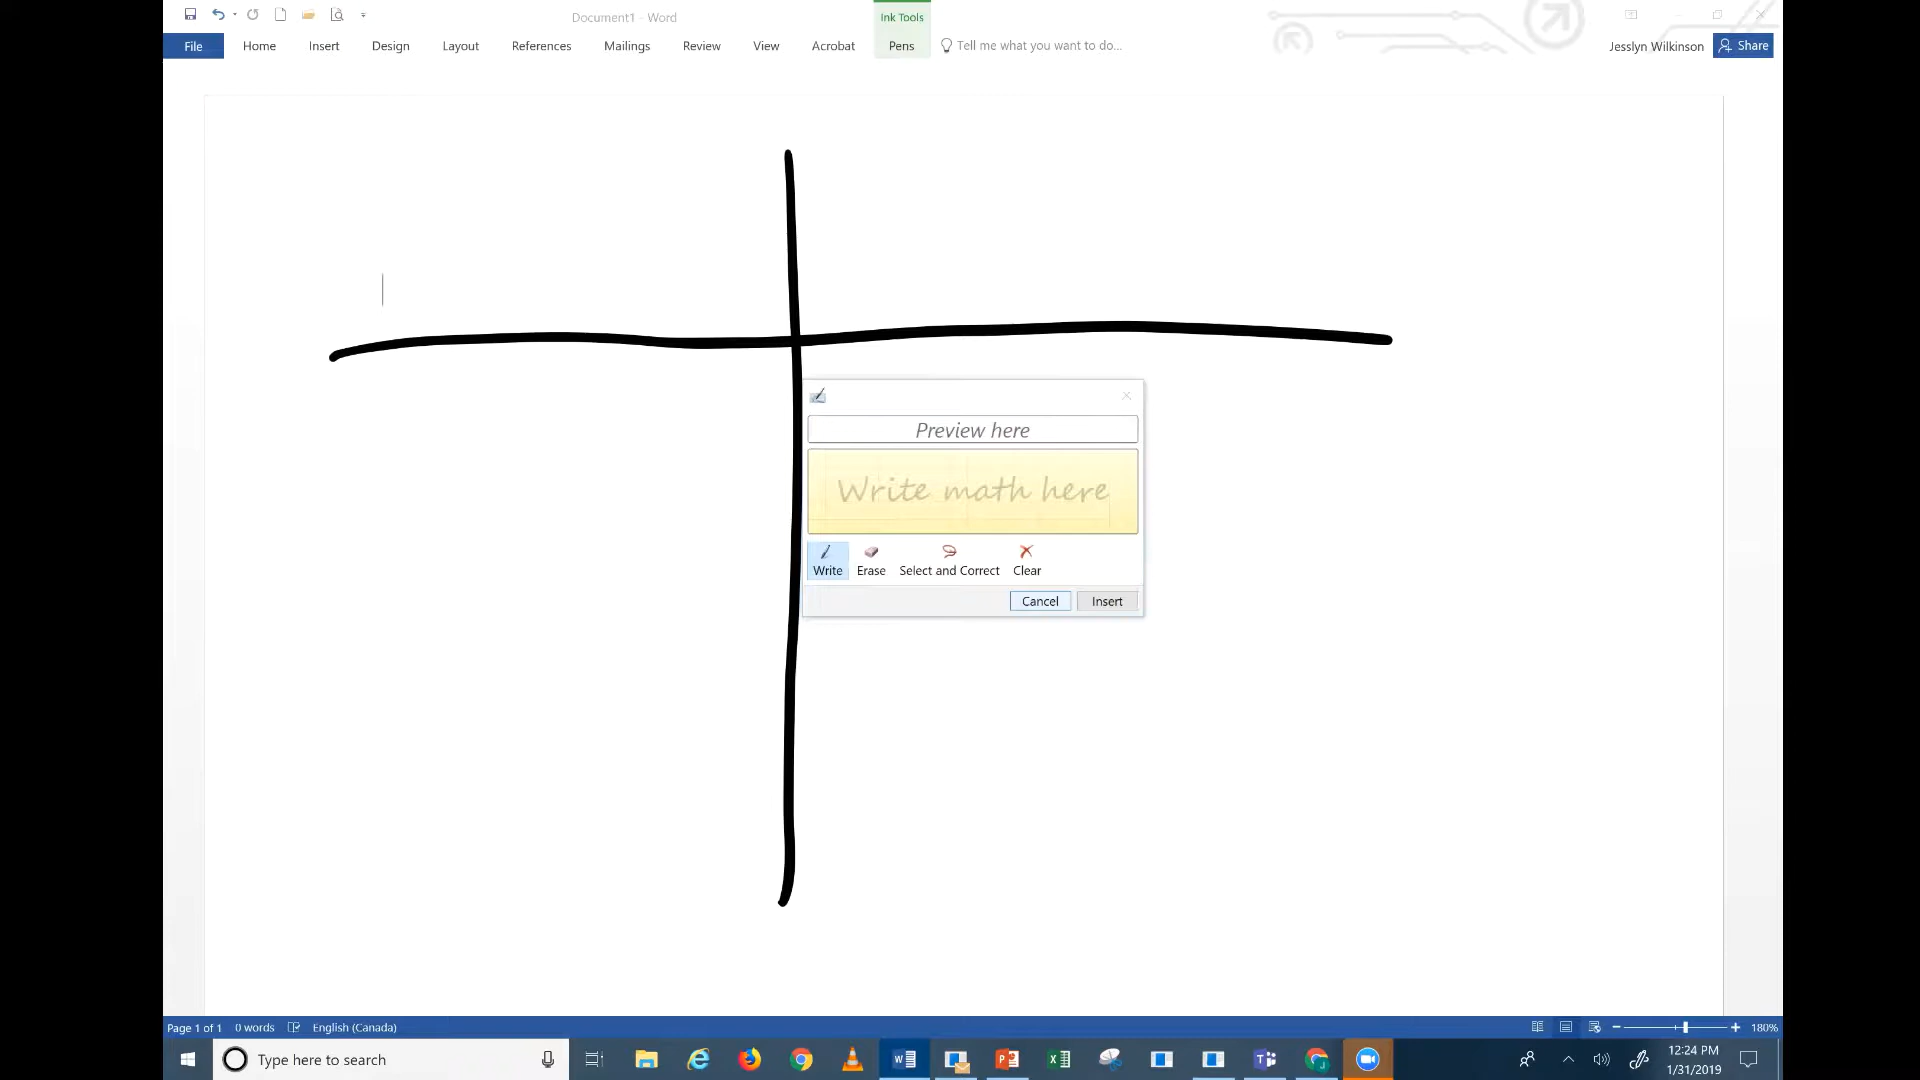 Document1 - Word
Ink Tools
File Home Insert Design Layout References Mailings Review View Acrobat Pens Tell me what you want to do... Jesslyn Wilkinson Share
Preview here
Write math here
Write Erase Select and Correct Clear
Cancel Insert
Page 1 of 1 0 words English (Canada) 180%
Type here to search
12:24 PM
1/31/2019